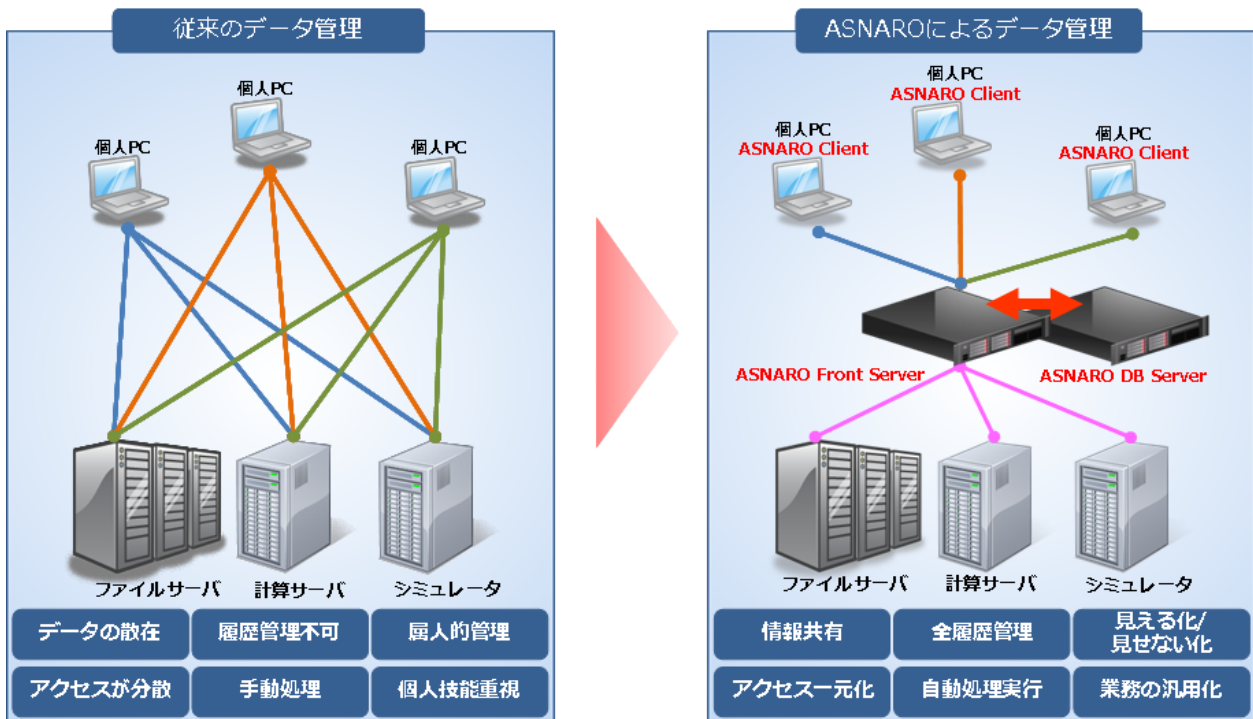 従来のデータ管理
個人PC
個人PC
個人PC
ファイルサーバ
計算サーバ
シミュレータ
データの散在
履歴管理不可
属人的管理
アクセスが分散
手動処理
個人技能重視
ASNAROによるデータ管理
個人PC
ASNARO Client
個人PC
ASNARO Client
個人PC
ASNARO Client
ASNARO Front Server
ASNARO DB Server
ファイルサーバ
計算サーバ
シミュレータ
情報共有
全履歴管理
見える化/
見せない化
アクセス一元化
自動処理実行
業務の汎用化